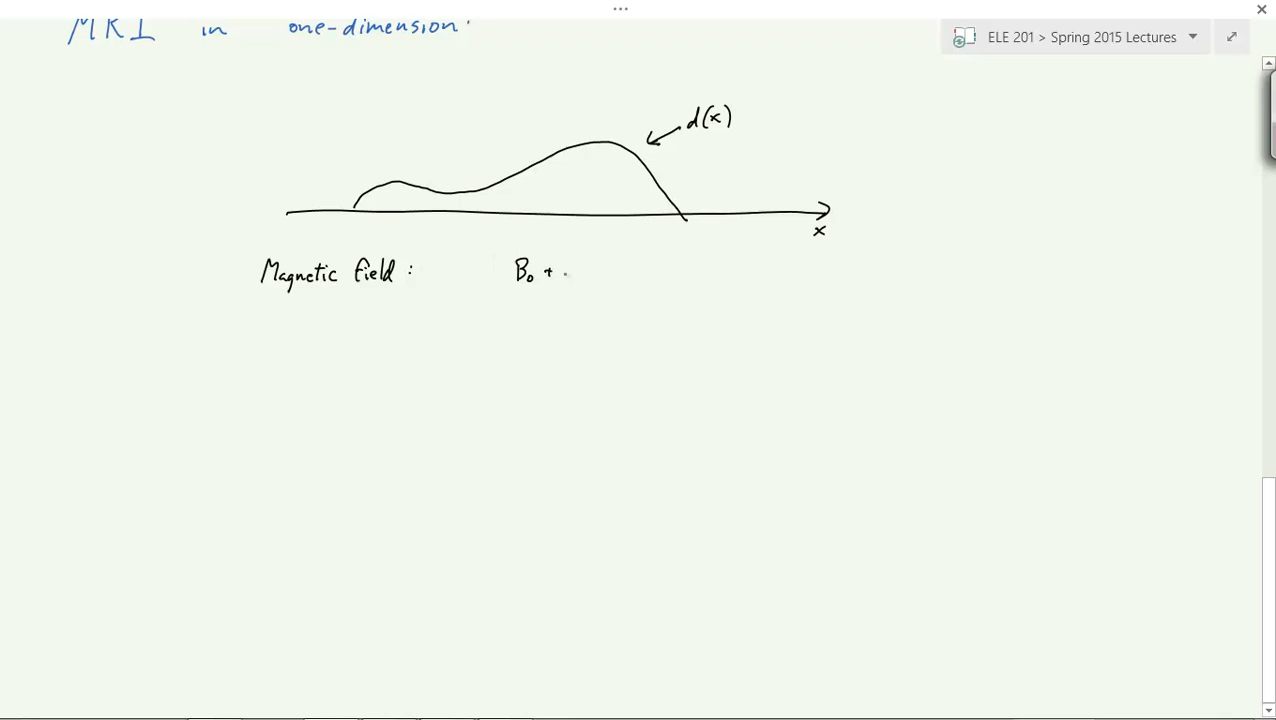 MRI in one-dimension:
ELE 201 > Spring 2015 Lectures
d(x)
x
Magnetic field : B₀ +